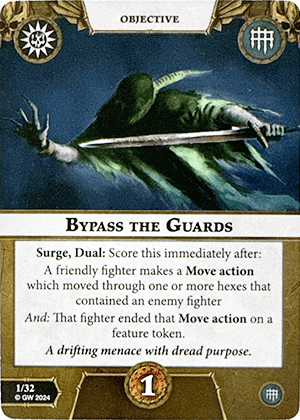 OBJECTIVE
BYPASS THE GUARDS
Surge, Dual: Score this immediately after:
A friendly fighter makes a Move action
which moved through one or more hexes that
contained an enemy fighter
And: That fighter ended that Move action on a
feature token.
A drifting menace with dread purpose.
1/32
© GW 2024
1